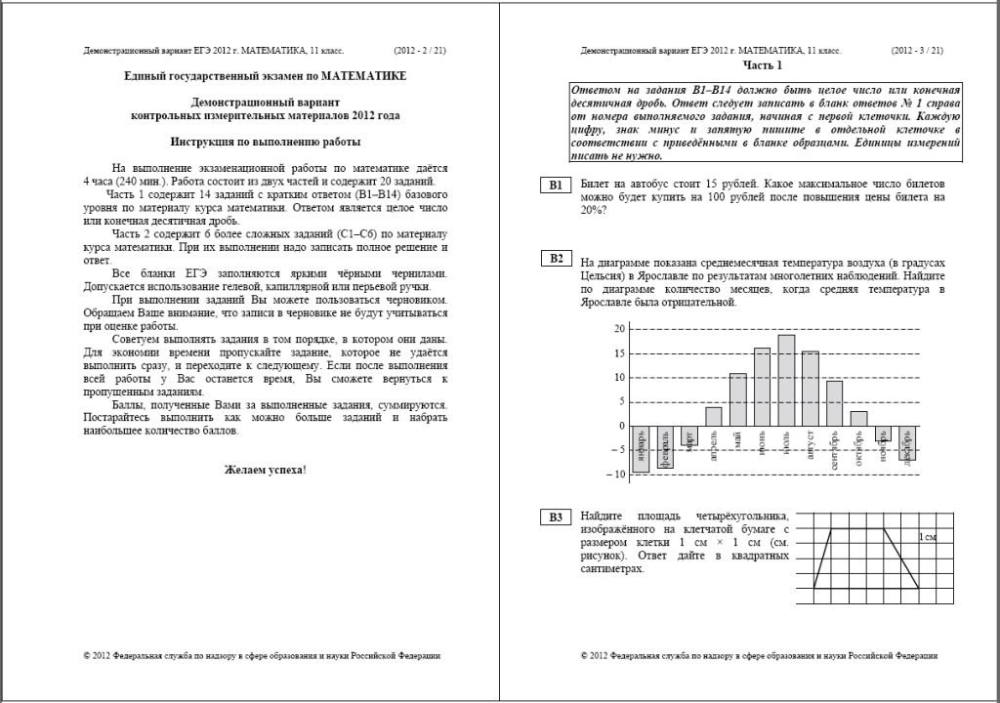 Демонстрационный вариант ЕГЭ 2012 г. МАТЕМАТИКА, 11 класс. (2012 - 2 / 21)
Единый государственный экзамен по МАТЕМАТИКЕ
Демонстрационный вариант
контрольных измерительных материалов 2012 года
Инструкция по выполнению работы
На выполнение экзаменационной работы по математике даётся
4 часа (240 мин.). Работа состоит из двух частей и содержит 20 заданий.
Часть 1 содержит 14 заданий с кратким ответом (В1–В14) базового
уровня по материалу курса математики. Ответом является целое число
или конечная десятичная дробь.
Часть 2 содержит 6 более сложных заданий (С1–С6) по материалу
курса математики. При их выполнении надо записать полное решение и
ответ.
Все бланки ЕГЭ заполняются яркими чёрными чернилами.
Допускается использование гелевой, капиллярной или перьевой ручки.
При выполнении заданий Вы можете пользоваться черновиком.
Обращаем Ваше внимание, что записи в черновике не будут учитываться
при оценке работы.
Советуем выполнять задания в том порядке, в котором они даны.
Для экономии времени пропускайте задание, которое не удаётся
выполнить сразу, и переходите к следующему. Если после выполнения
всей работы у Вас останется время, Вы сможете вернуться к
пропущенным заданиям.
Баллы, полученные Вами за выполненные задания, суммируются.
Постарайтесь выполнить как можно больше заданий и набрать
наибольшее количество баллов.
Желаем успеха!
© 2012 Федеральная служба по надзору в сфере образования и науки Российской Федерации
Демонстрационный вариант ЕГЭ 2012 г. МАТЕМАТИКА, 11 класс. (2012 - 3 / 21)
Часть 1
Ответом на задания В1–В14 должно быть целое число или конечная
десятичная дробь. Ответ следует записать в бланк ответов № 1 справа
от номера выполняемого задания, начиная с первой клеточки. Каждую
цифру, знак минус и запятую пишите в отдельной клеточке в
соответствии с приведёнными в бланке образцами. Единицы измерений
писать не нужно.
В1 Билет на автобус стоит 15 рублей. Какое максимальное число билетов
можно будет купить на 100 рублей после повышения цены билета на
20%?
В2 На диаграмме показана среднемесячная температура воздуха (в градусах
Цельсия) в Ярославле по результатам многолетних наблюдений. Найдите
по диаграмме количество месяцев, когда средняя температура в
Ярославле была отрицательной.
20
15
10
5
0
– 5
– 10
январь
февраль
март
апрель
май
июнь
июль
август
сентябрь
октябрь
ноябрь
декабрь
В3 Найдите площадь четырёхугольника,
изображённого на клетчатой бумаге с
размером клетки 1 см × 1 см (см.
рисунок). Ответ дайте в квадратных
сантиметрах.
1 см
© 2012 Федеральная служба по надзору в сфере образования и науки Российской Федерации